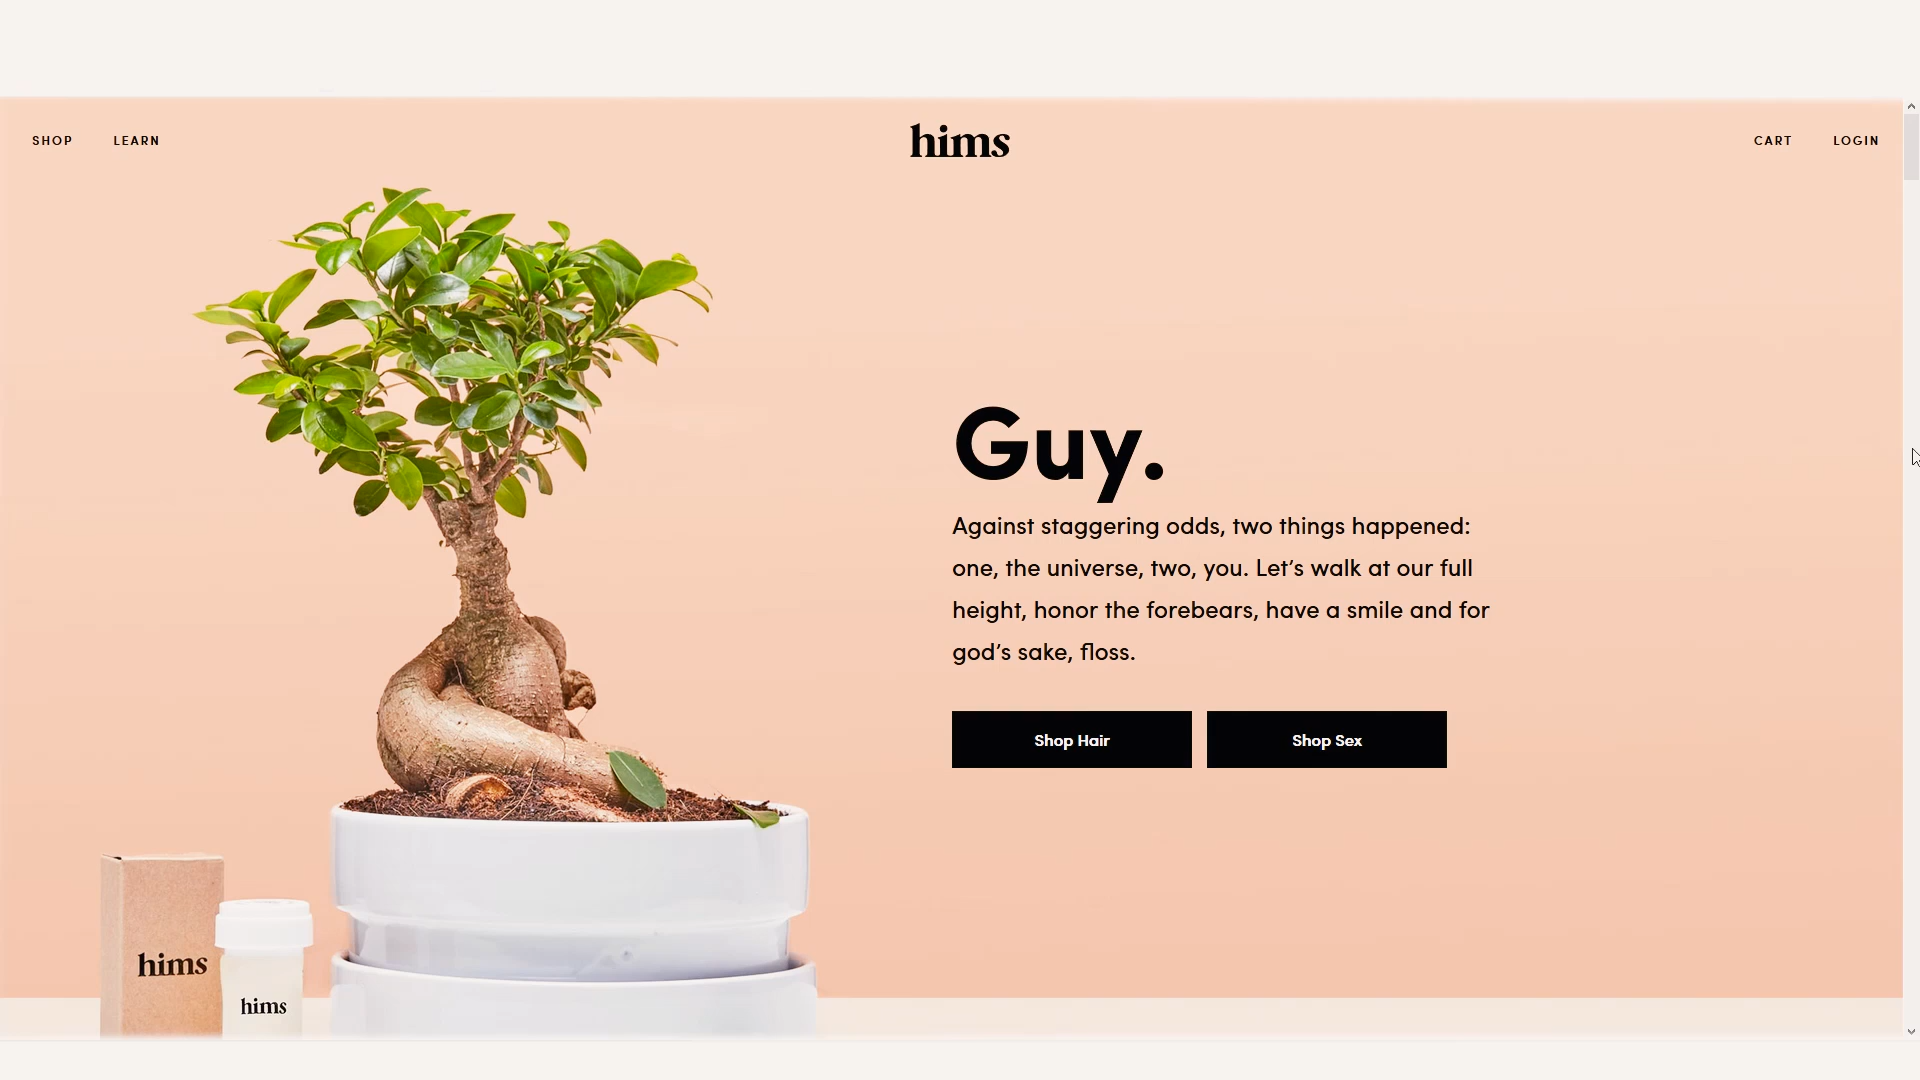 SHOP
LEARN
hims
CART
LOGIN
Guy.
Against staggering odds, two things happened:
one, the universe, two, you. Let’s walk at our full
height, honor the forebears, have a smile and for
god’s sake, floss.
Shop Hair
Shop Sex
hims
hims